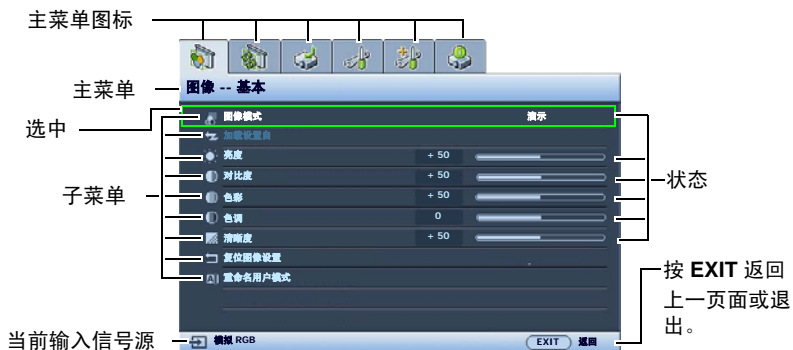 主菜单图标
主菜单
图像 -- 基本
选中
图像模式 演示
加载设置自
亮度 + 50
对比度 + 50
子菜单
色彩 + 50
状态
色调 0
清晰度 + 50
复位图像设置
重命名用户模式
按 EXIT 返回
上一页面或退
出。
当前输入信号源
模拟 RGB
EXIT 返回